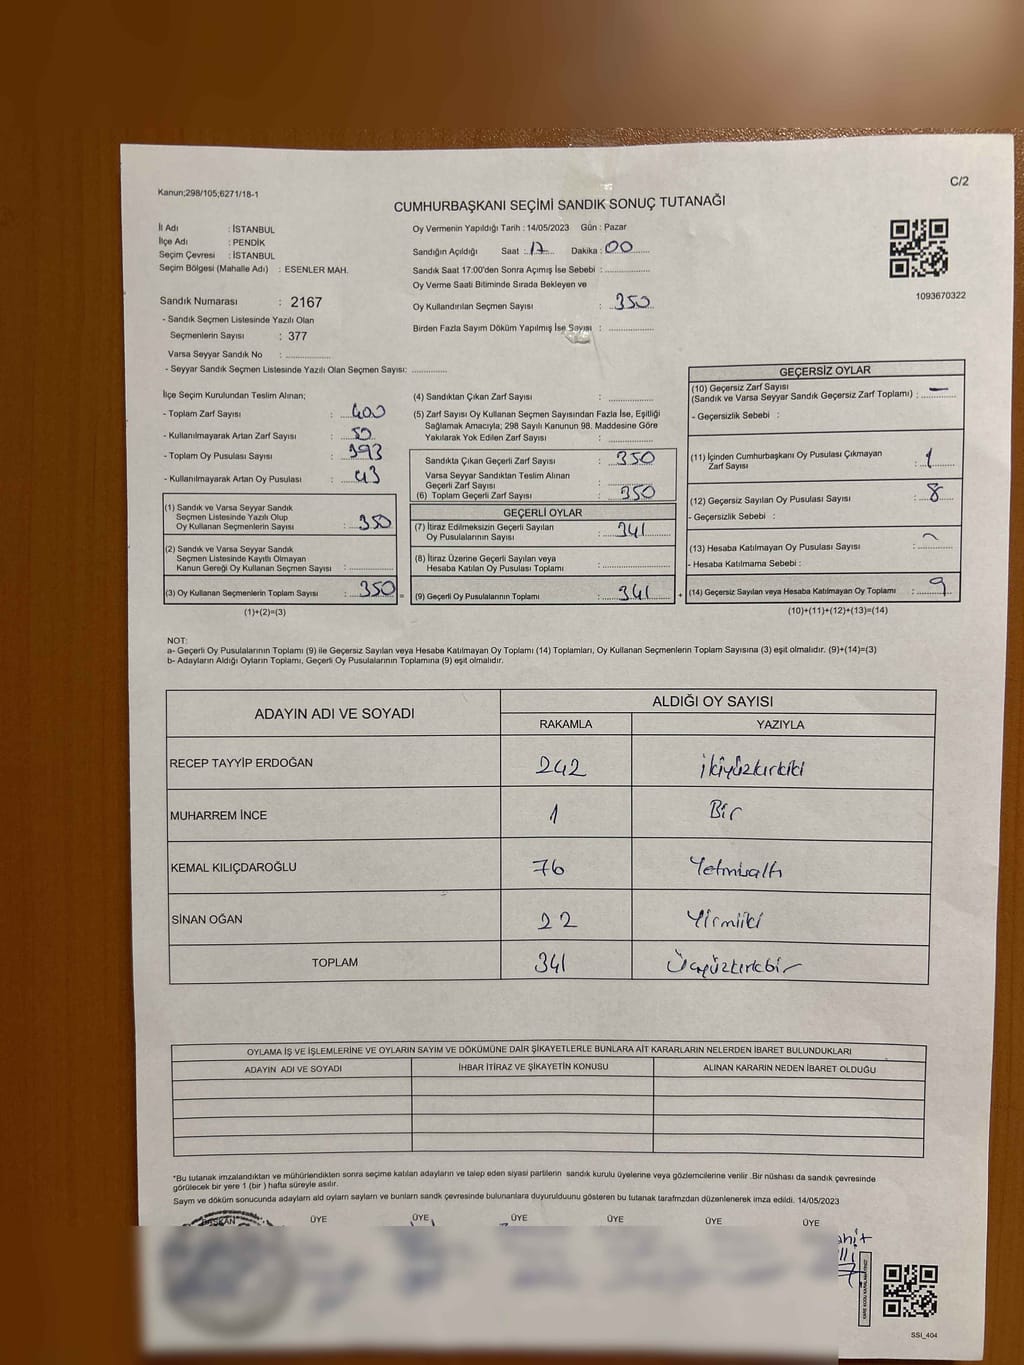 Kanun;298/105;6271/18-1
C/2
CUMHURBAŞKANI SEÇİMİ SANDIK SONUÇ TUTANAĞI
İl Adı : İSTANBUL
İlçe Adı : PENDİK
Seçim Çevresi : İSTANBUL
Seçim Bölgesi (Mahalle Adı) : ESENLER MAH.
Sandık Numarası : 2167
- Sandık Seçmen Listesinde Yazılı Olan
Seçmenlerin Sayısı : 377
Varsa Seyyar Sandık No : ..............
- Seyyar Sandık Seçmen Listesinde Yazılı Olan Seçmen Sayısı: ............
Oy Vermenin Yapıldığı Tarih : 14/05/2023 Gün : Pazar
Sandığın Açıldığı Saat : 17 Dakika : 00
Sandık Saat 17:00'den Sonra Açımış İse Sebebi : ..............
Oy Verme Saati Bitiminde Sırada Bekleyen ve
Oy Kullandırılan Seçmen Sayısı : 350
Birden Fazla Sayım Döküm Yapılmış İse Sayısı : ..............
1093670322
İlçe Seçim Kurulundan Teslim Alınan;
- Toplam Zarf Sayısı : 400
- Kullanılmayarak Artan Zarf Sayısı : 50
- Toplam Oy Pusulası Sayısı : 393
- Kullanılmayarak Artan Oy Pusulası : 43
(1) Sandık ve Varsa Seyyar Sandık
Seçmen Listesinde Yazılı Olup
Oy Kullanan Seçmenlerin Sayısı : 350
(2) Sandık ve Varsa Seyyar Sandık
Seçmen Listesinde Kayıtlı Olmayan
Kanun Gereği Oy Kullanan Seçmen Sayısı : ..............
(3) Oy Kullanan Seçmenlerin Toplam Sayısı : 350
(1)+(2)=(3)
(4) Sandıktan Çıkan Zarf Sayısı : ..............
(5) Zarf Sayısı Oy Kullanan Seçmen Sayısından Fazla İse, Eşitliği
Sağlamak Amacıyla; 298 Sayılı Kanunun 98. Maddesine Göre
Yakılarak Yok Edilen Zarf Sayısı : ..............
Sandıkta Çıkan Geçerli Zarf Sayısı : 350
Varsa Seyyar Sandıktan Teslim Alınan
Geçerli Zarf Sayısı : ..............
(6) Toplam Geçerli Zarf Sayısı : 350
GEÇERLİ OYLAR
(7) İtiraz Edilmeksizin Geçerli Sayılan
Oy Pusulalarının Sayısı : 341
(8) İtiraz Üzerine Geçerli Sayılan veya
Hesaba Katılan Oy Pusulası Toplamı : ..............
= (9) Geçerli Oy Pusulalarının Toplamı : 341 +
GEÇERSİZ OYLAR
(10) Geçersiz Zarf Sayısı
(Sandık ve Varsa Seyyar Sandık Geçersiz Zarf Toplamı) : —
- Geçersizlik Sebebi :
(11) İçinden Cumhurbaşkanı Oy Pusulası Çıkmayan
Zarf Sayısı : 1
(12) Geçersiz Sayılan Oy Pusulası Sayısı : 8
- Geçersizlik Sebebi :
(13) Hesaba Katılmayan Oy Pusulası Sayısı : ~
- Hesaba Katılmama Sebebi :
(14) Geçersiz Sayılan veya Hesaba Katılmayan Oy Toplamı : 9
(10)+(11)+(12)+(13)=(14)
NOT:
a- Geçerli Oy Pusulalarının Toplamı (9) ile Geçersiz Sayılan veya Hesaba Katılmayan Oy Toplamı (14) Toplamları, Oy Kullanan Seçmenlerin Toplam Sayısına (3) eşit olmalıdır. (9)+(14)=(3)
b- Adayların Aldığı Oyların Toplamı, Geçerli Oy Pusulalarının Toplamına (9) eşit olmalıdır.
ADAYIN ADI VE SOYADI
ALDIĞI OY SAYISI
RAKAMLA YAZIYLA
RECEP TAYYİP ERDOĞAN 242 ikiyüzkırkiki
MUHARREM İNCE 1 Bir
KEMAL KILIÇDAROĞLU 76 Yetmişaltı
SİNAN OĞAN 22 Yirmiiki
TOPLAM 341 Üçyüzkırkbir
OYLAMA İŞ VE İŞLEMLERİNE VE OYLARIN SAYIM VE DÖKÜMÜNE DAİR ŞİKAYETLERLE BUNLARA AİT KARARLARIN NELERDEN İBARET BULUNDUKLARI
ADAYIN ADI VE SOYADI İHBAR İTİRAZ VE ŞİKAYETİN KONUSU ALINAN KARARIN NEDEN İBARET OLDUĞU
*Bu tutanak imzalandıktan ve mühürlendikten sonra seçime katılan adayların ve talep eden siyasi partilerin sandık kurulu üyelerine veya gözlemcilerine verilir .Bir nüshası da sandık çevresinde
görülecek bir yere 1 (bir ) hafta süreyle asılır.
Sayım ve döküm sonucunda adayların ald oyların sayların ve bunların sandk çevresinde bulunanlara duyurulduunu gösteren bu tutanak tarafmzdan düzenlenerek imza edildi. 14/05/2023
BAŞKAN ÜYE ÜYE ÜYE ÜYE ÜYE ÜYE
SSI_404